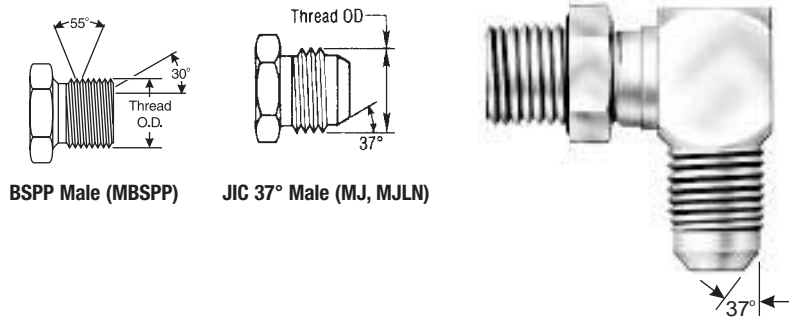 55°
30°
Thread
O.D.
BSPP Male (MBSPP)
Thread OD
37°
JIC 37° Male (MJ, MJLN)
37°